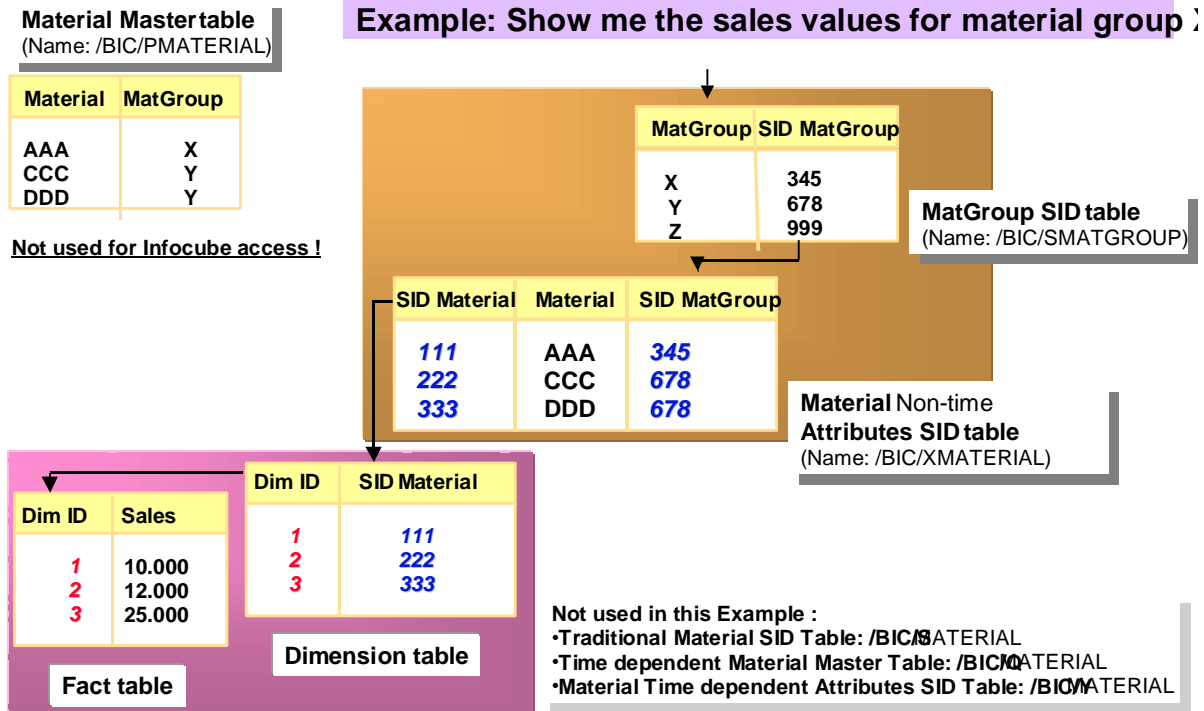 Material Master table
(Name: /BIC/PMATERIAL)
Example: Show me the sales values for material group X
Material MatGroup
AAA X
CCC Y
DDD Y
Not used for Infocube access !
MatGroup SID MatGroup
X 345
Y 678
Z 999
MatGroup SID table
(Name: /BIC/SMATGROUP)
SID Material Material SID MatGroup
111 AAA 345
222 CCC 678
333 DDD 678
Material Non-time
Attributes SID table
(Name: /BIC/XMATERIAL)
Dim ID SID Material
1 111
2 222
3 333
Dimension table
Dim ID Sales
1 10.000
2 12.000
3 25.000
Fact table
Not used in this Example :
•Traditional Material SID Table: /BIC/SMATERIAL
•Time dependent Material Master Table: /BIC/QMATERIAL
•Material Time dependent Attributes SID Table: /BIC/YMATERIAL